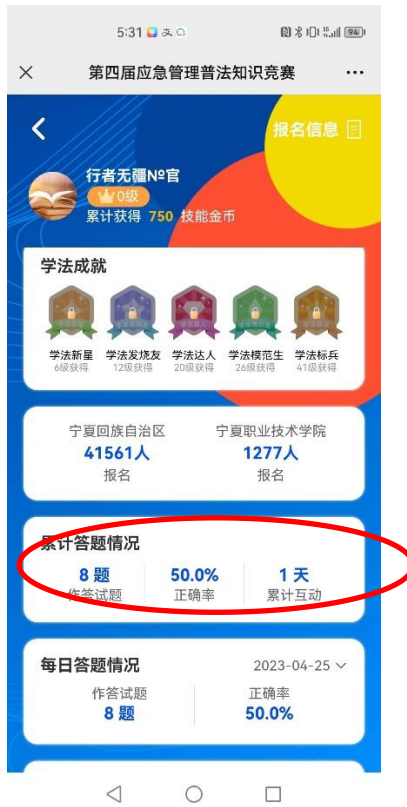 5:31
94
第四届应急管理普法知识竞赛
报名信息
行者无疆Nº官
0级
累计获得 750 技能金币
学法成就
学法新星 学法发烧友 学法达人 学法模范生 学法标兵
6级获得 12级获得 20级获得 26级获得 41级获得
宁夏回族自治区 宁夏职业技术学院
41561人 1277人
报名 报名
累计答题情况
8 题 50.0% 1 天
作答试题 正确率 累计互动
每日答题情况 2023-04-25
作答试题 正确率
8 题 50.0%